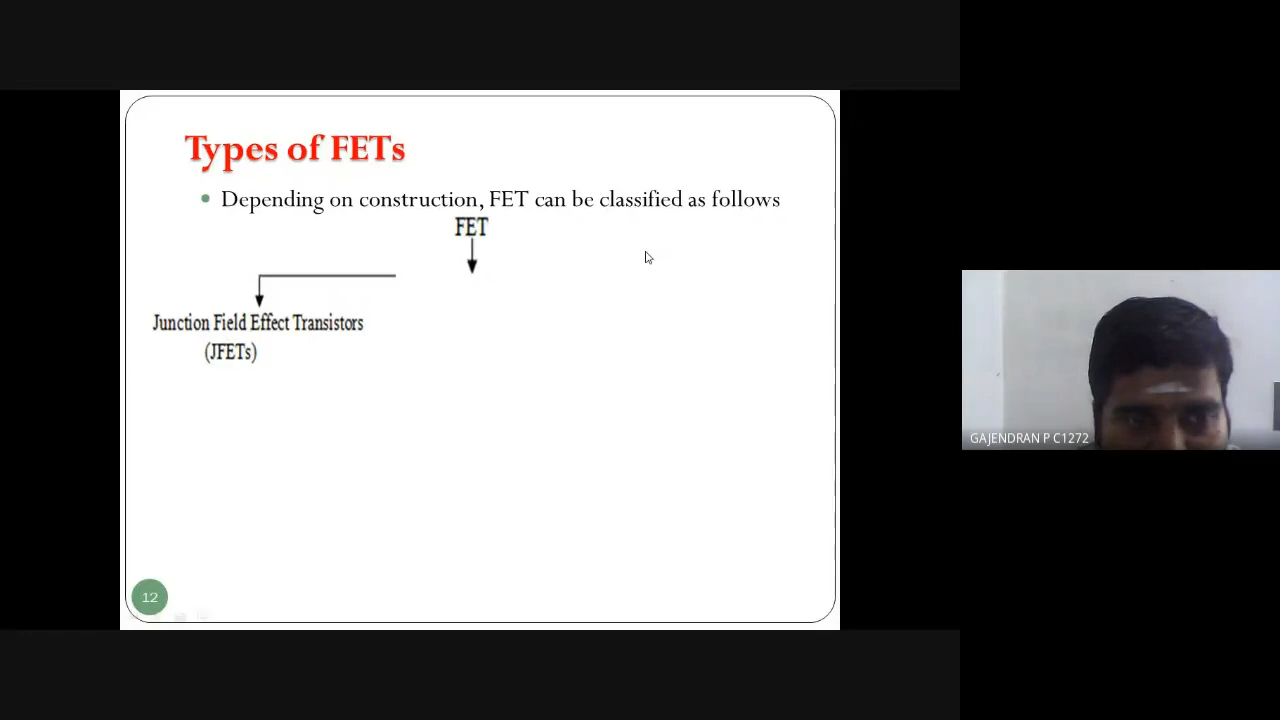 Types of FETs
• Depending on construction, FET can be classified as follows
FET
Junction Field Effect Transistors
(JFETs)
12
GAJENDRAN P C1272